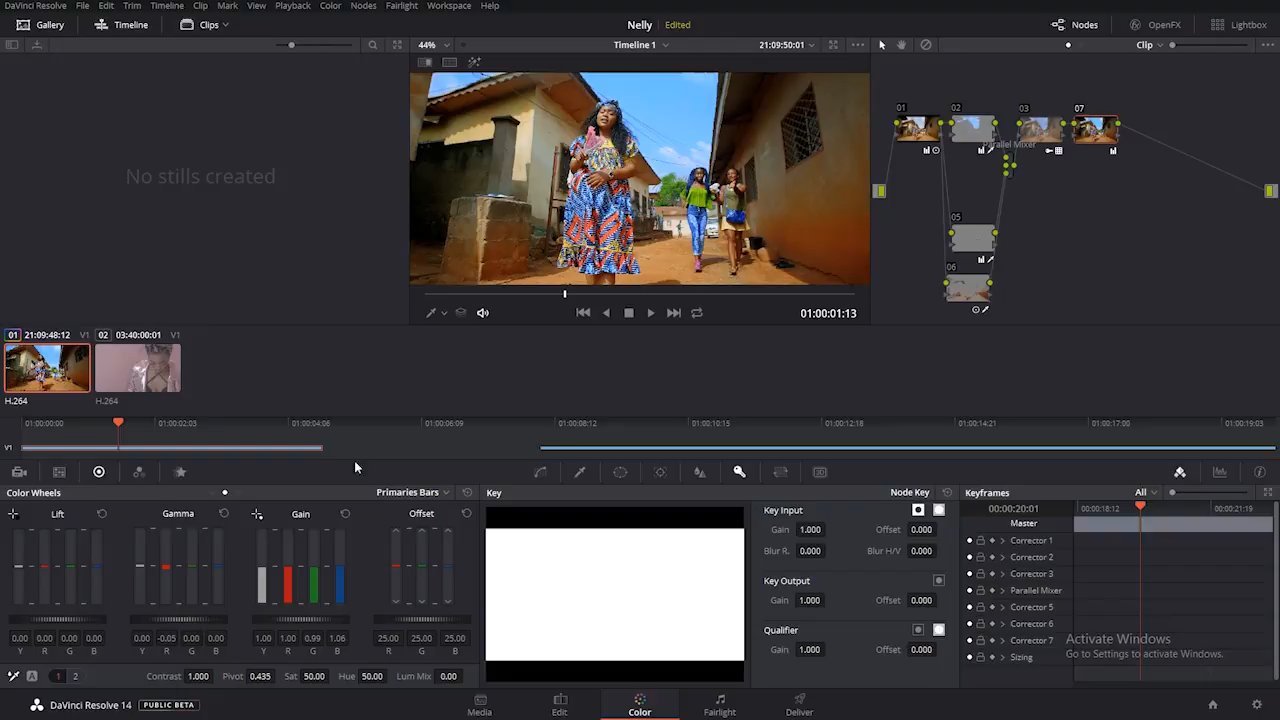 DaVinci Resolve File Edit Trim Timeline Clip Mark View Playback Color Nodes Fairlight Workspace Help
Gallery Timeline Clips Nelly Edited Nodes OpenFX Lightbox
44% Timeline 1 21:09:50:01 Clip
No stills created
01 02 03 07
Parallel Mixer
05
06
01:00:01:13
01 21:09:48:12 V1 02 03:40:00:01 V1
H.264 H.264
01:00:00:00 01:00:02:03 01:00:04:06 01:00:06:09 01:00:08:12 01:00:10:15 01:00:12:18 01:00:14:21 01:00:17:00 01:00:19:03
V1
3D
Color Wheels Primaries Bars Key Node Key Keyframes All
Lift Gamma Gain Offset
0.00 0.00 0.00 0.00 0.00 -0.05 0.00 0.00 1.00 1.00 0.99 1.06 25.00 25.00 25.00
Y R G B Y R G B Y R G B R G B
A 1 2 Contrast 1.000 Pivot 0.435 Sat 50.00 Hue 50.00 Lum Mix 0.00
Key Input
Gain 1.000 Offset 0.000
Blur R. 0.000 Blur H/V 0.000
Key Output
Gain 1.000 Offset 0.000
Qualifier
Gain 1.000 Offset 0.000
00:00:20:01 00:00:18:12 00:00:21:19
Master
Corrector 1
Corrector 2
Corrector 3
Parallel Mixer
Corrector 5
Corrector 6
Corrector 7
Sizing
Activate Windows
Go to Settings to activate Windows.
DaVinci Resolve 14 PUBLIC BETA Media Edit Color Fairlight Deliver